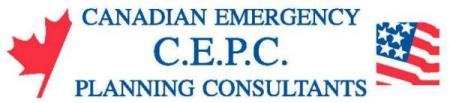 CANADIAN EMERGENCY
C.E.P.C.
PLANNING CONSULTANTS